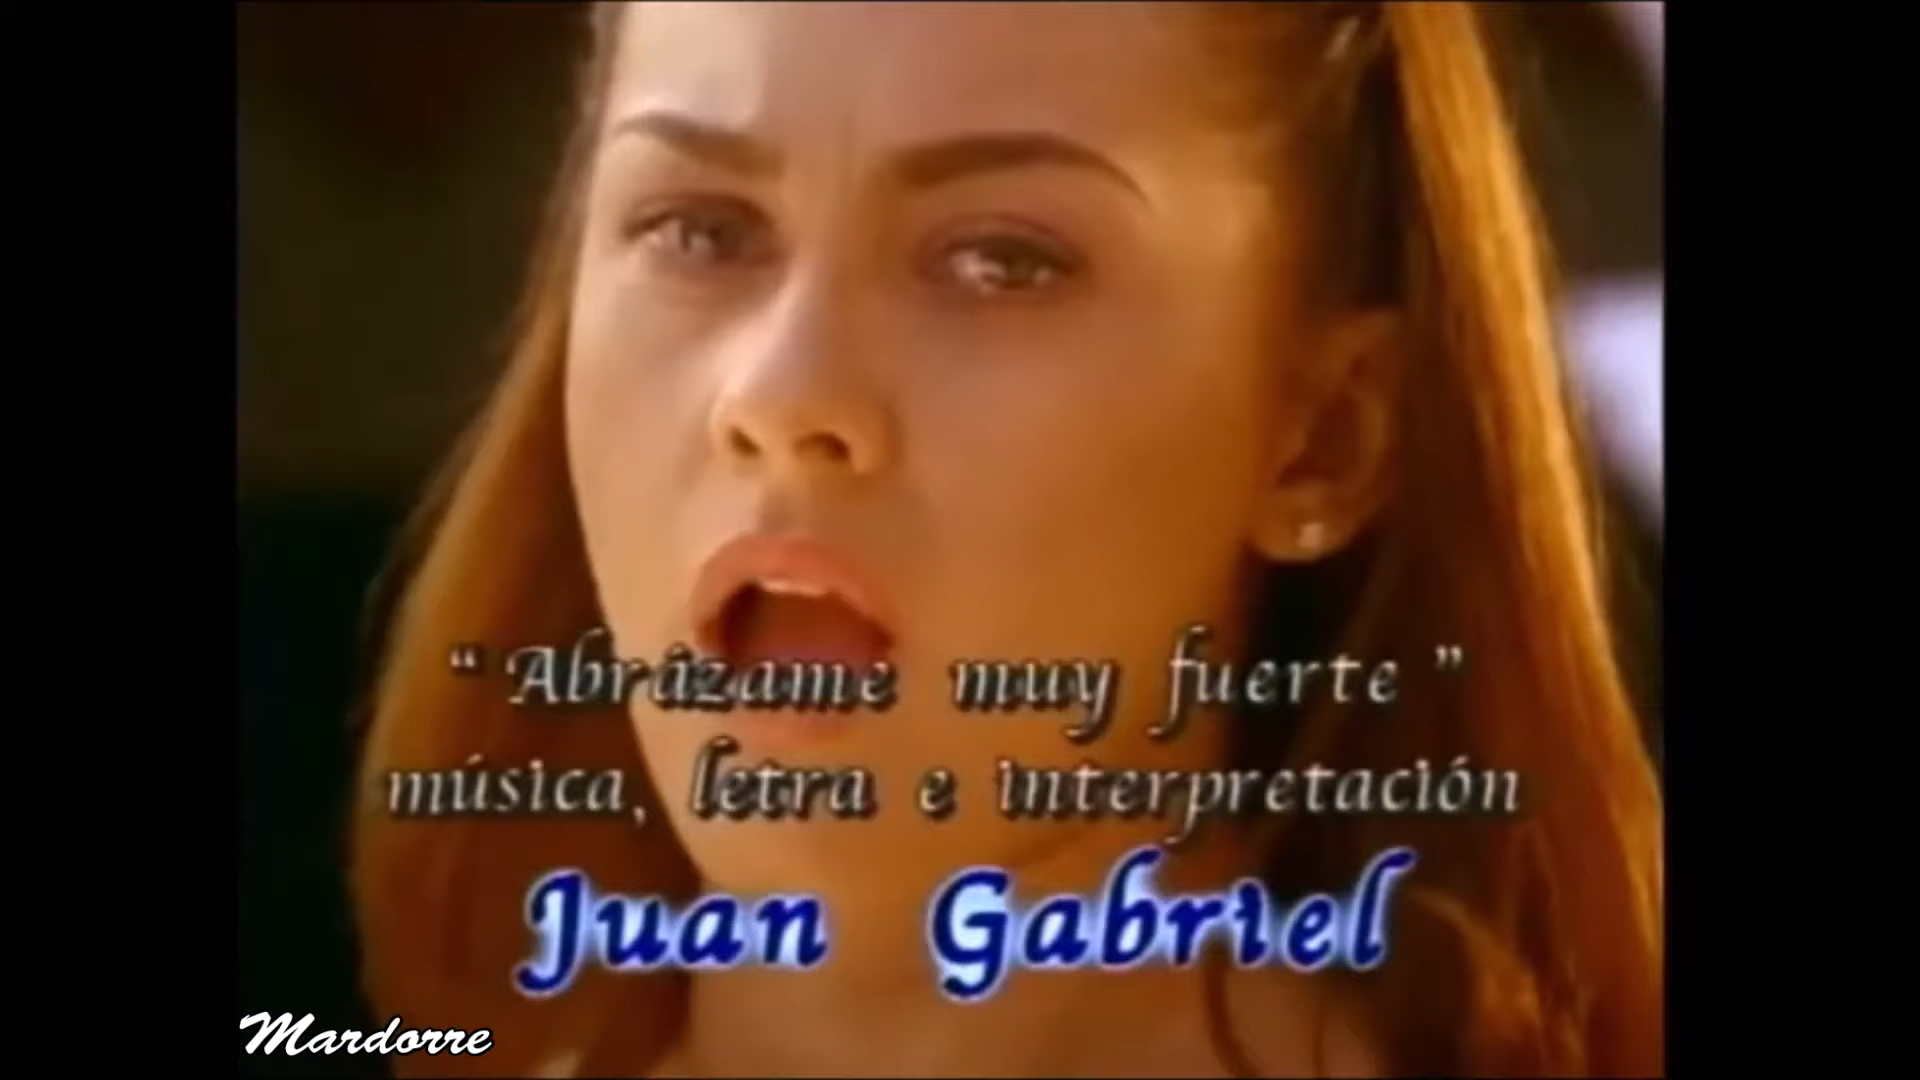 “Abrázame muy fuerte”
música, letra e interpretación
Juan Gabriel
Mardorre